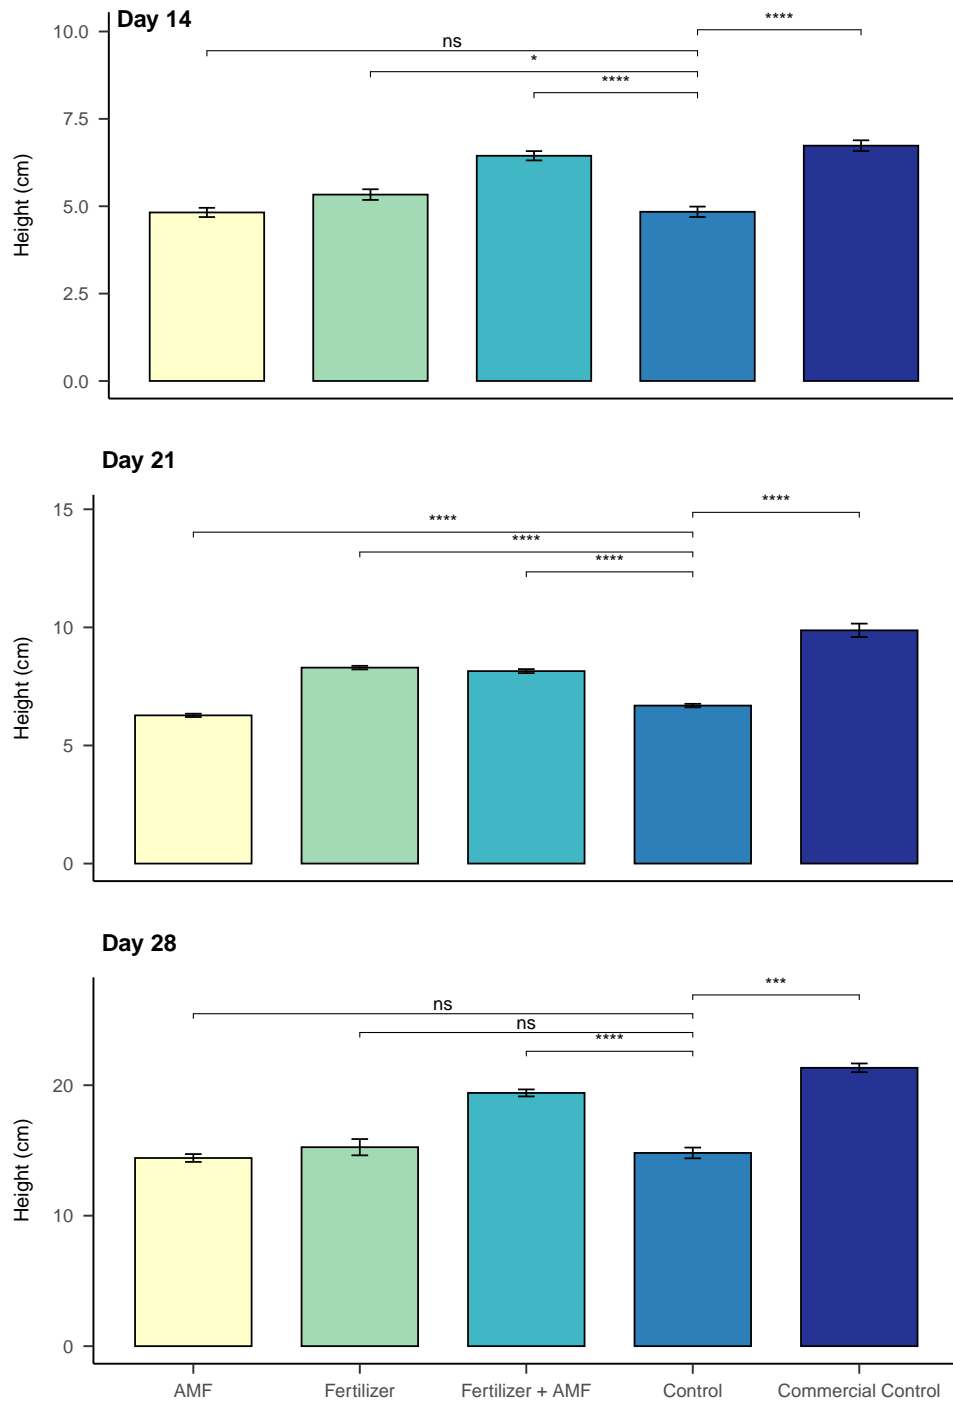 Day 14
Height (cm)
10.0
7.5
5.0
2.5
0.0
ns
*
****
****
Day 21
Height (cm)
15
10
5
0
****
****
****
****
Day 28
Height (cm)
20
10
0
***
ns
ns
****
AMF
Fertilizer
Fertilizer + AMF
Control
Commercial Control